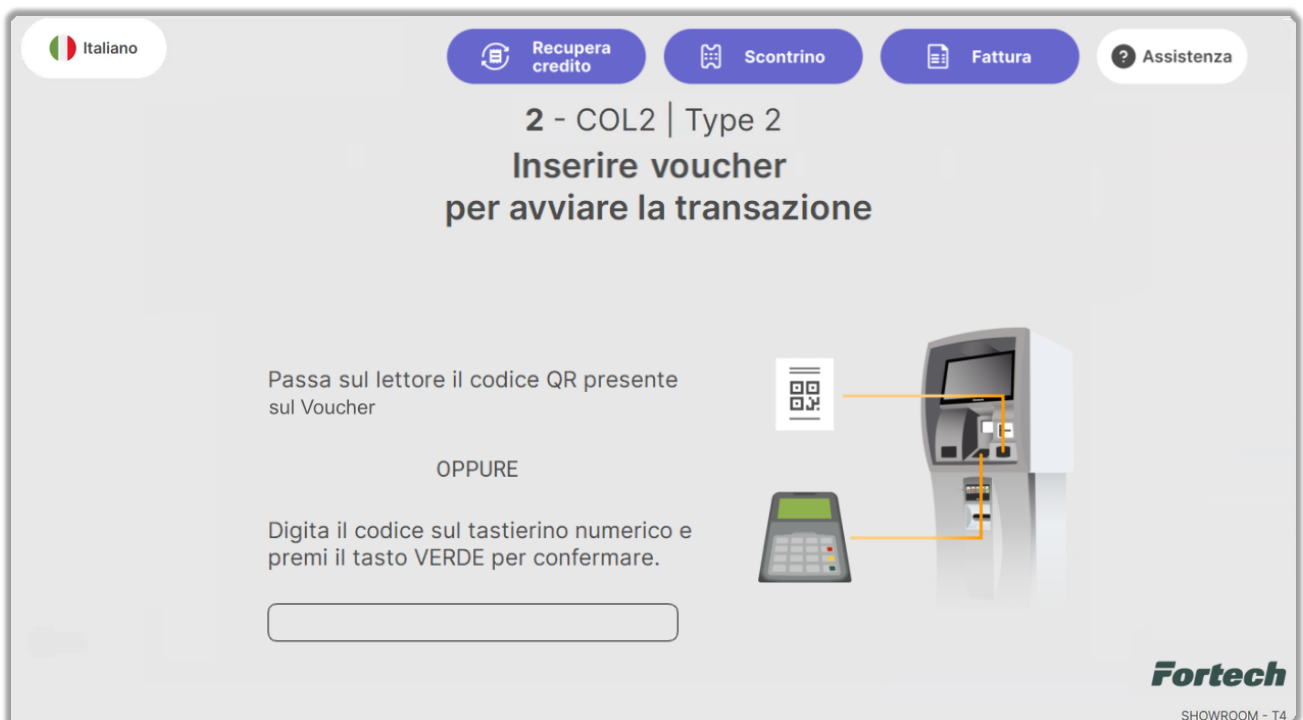 Italiano
Recupera
credito
Scontrino
Fattura
? Assistenza
2 - COL2 | Type 2
Inserire voucher
per avviare la transazione
Passa sul lettore il codice QR presente
sul Voucher
OPPURE
Digita il codice sul tastierino numerico e
premi il tasto VERDE per confermare.
Fortech
SHOWROOM - T4